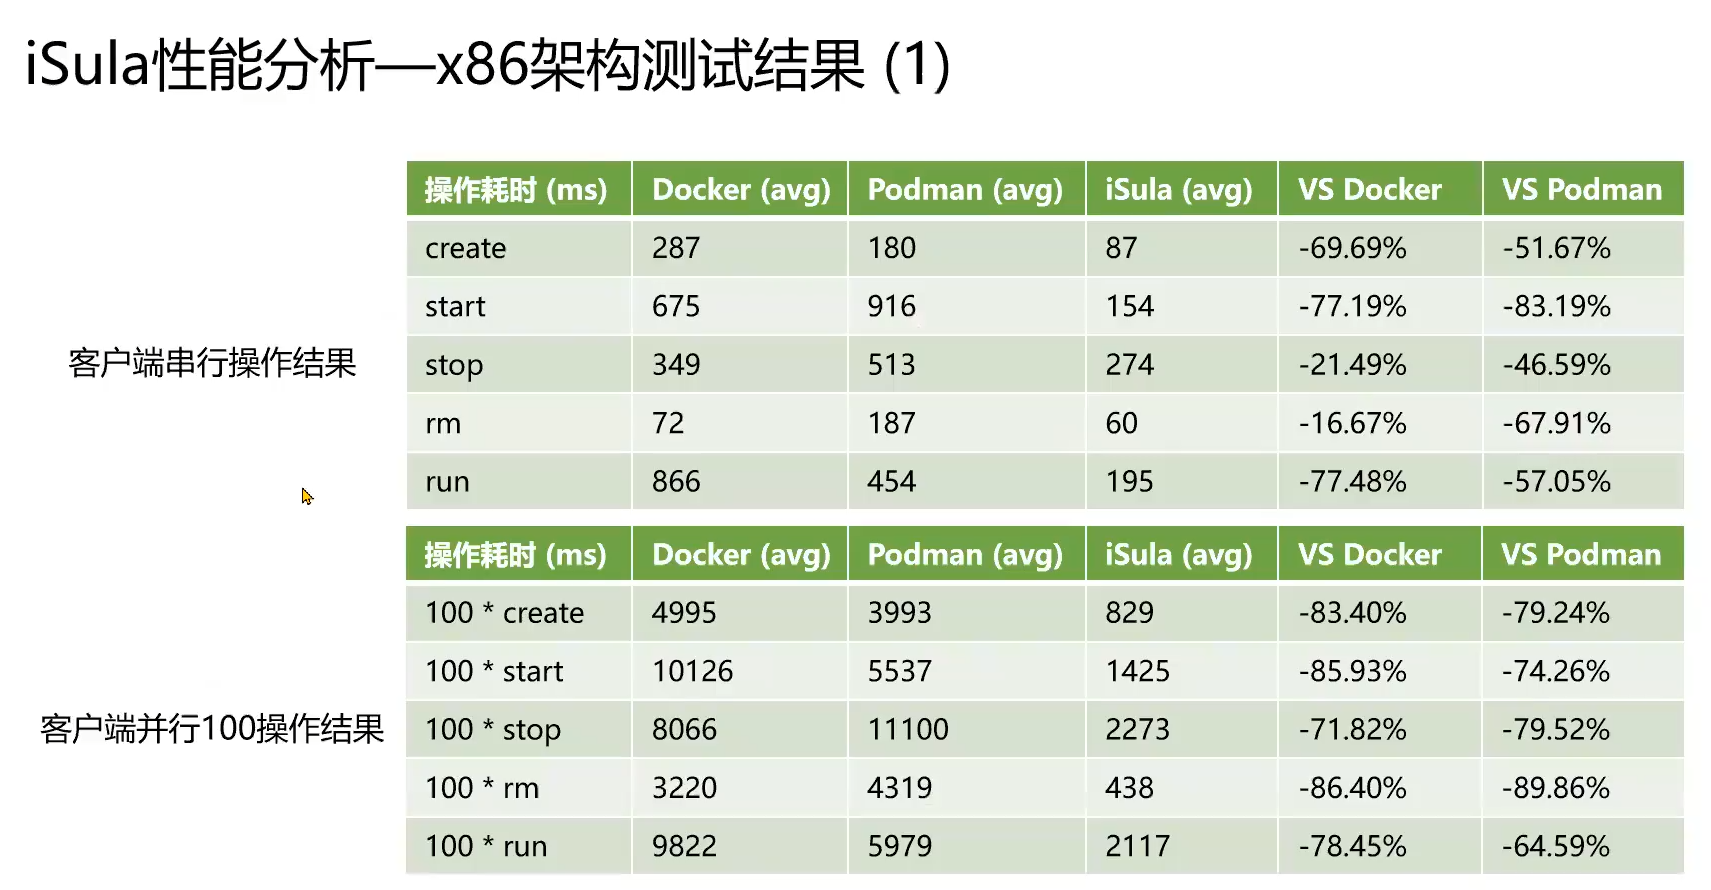 iSula性能分析—x86架构测试结果 (1)
客户端串行操作结果
操作耗时 (ms) Docker (avg) Podman (avg) iSula (avg) VS Docker VS Podman
create 287 180 87 -69.69% -51.67%
start 675 916 154 -77.19% -83.19%
stop 349 513 274 -21.49% -46.59%
rm 72 187 60 -16.67% -67.91%
run 866 454 195 -77.48% -57.05%
客户端并行100操作结果
操作耗时 (ms) Docker (avg) Podman (avg) iSula (avg) VS Docker VS Podman
100 * create 4995 3993 829 -83.40% -79.24%
100 * start 10126 5537 1425 -85.93% -74.26%
100 * stop 8066 11100 2273 -71.82% -79.52%
100 * rm 3220 4319 438 -86.40% -89.86%
100 * run 9822 5979 2117 -78.45% -64.59%